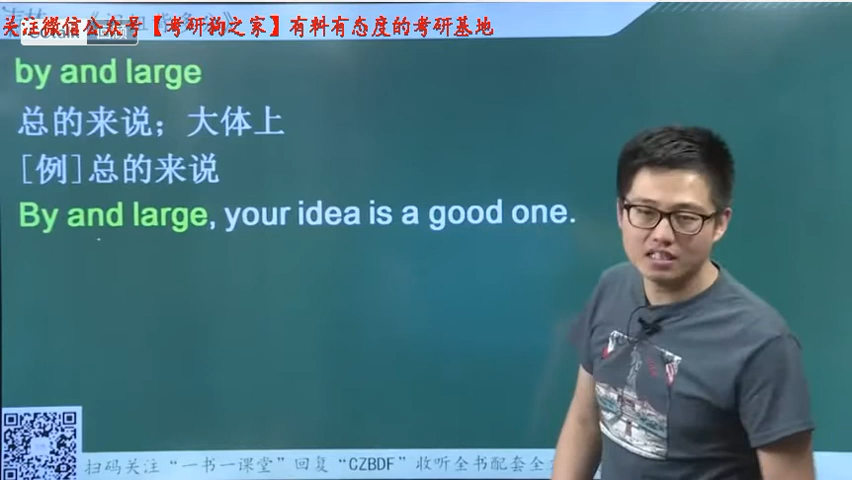 关注微信公众号【考研狗之家】有料有态度的考研基地
by and large
总的来说；大体上
[例]总的来说
By and large, your idea is a good one.
扫码关注“一书一课堂”回复“CZBDF”收听全书配套全